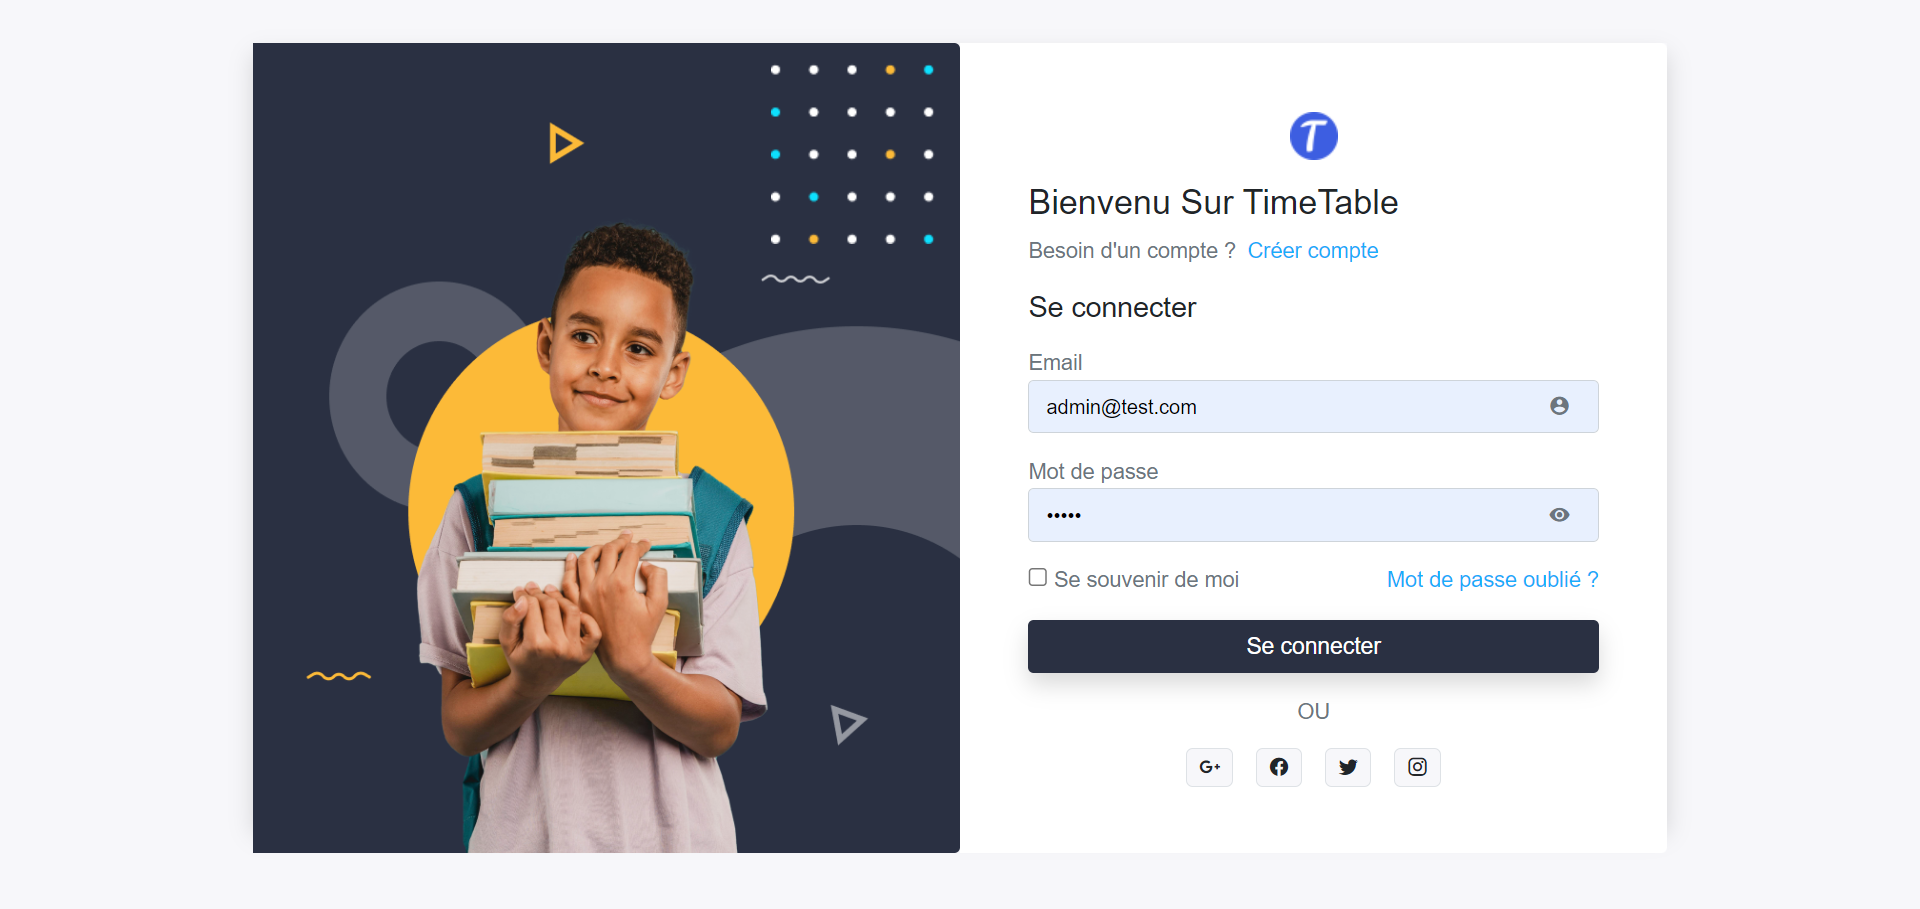 T
Bienvenu Sur TimeTable
Besoin d'un compte ? Créer compte
Se connecter
Email
admin@test.com
Mot de passe
•••••
Se souvenir de moi Mot de passe oublié ?
Se connecter
OU
G+